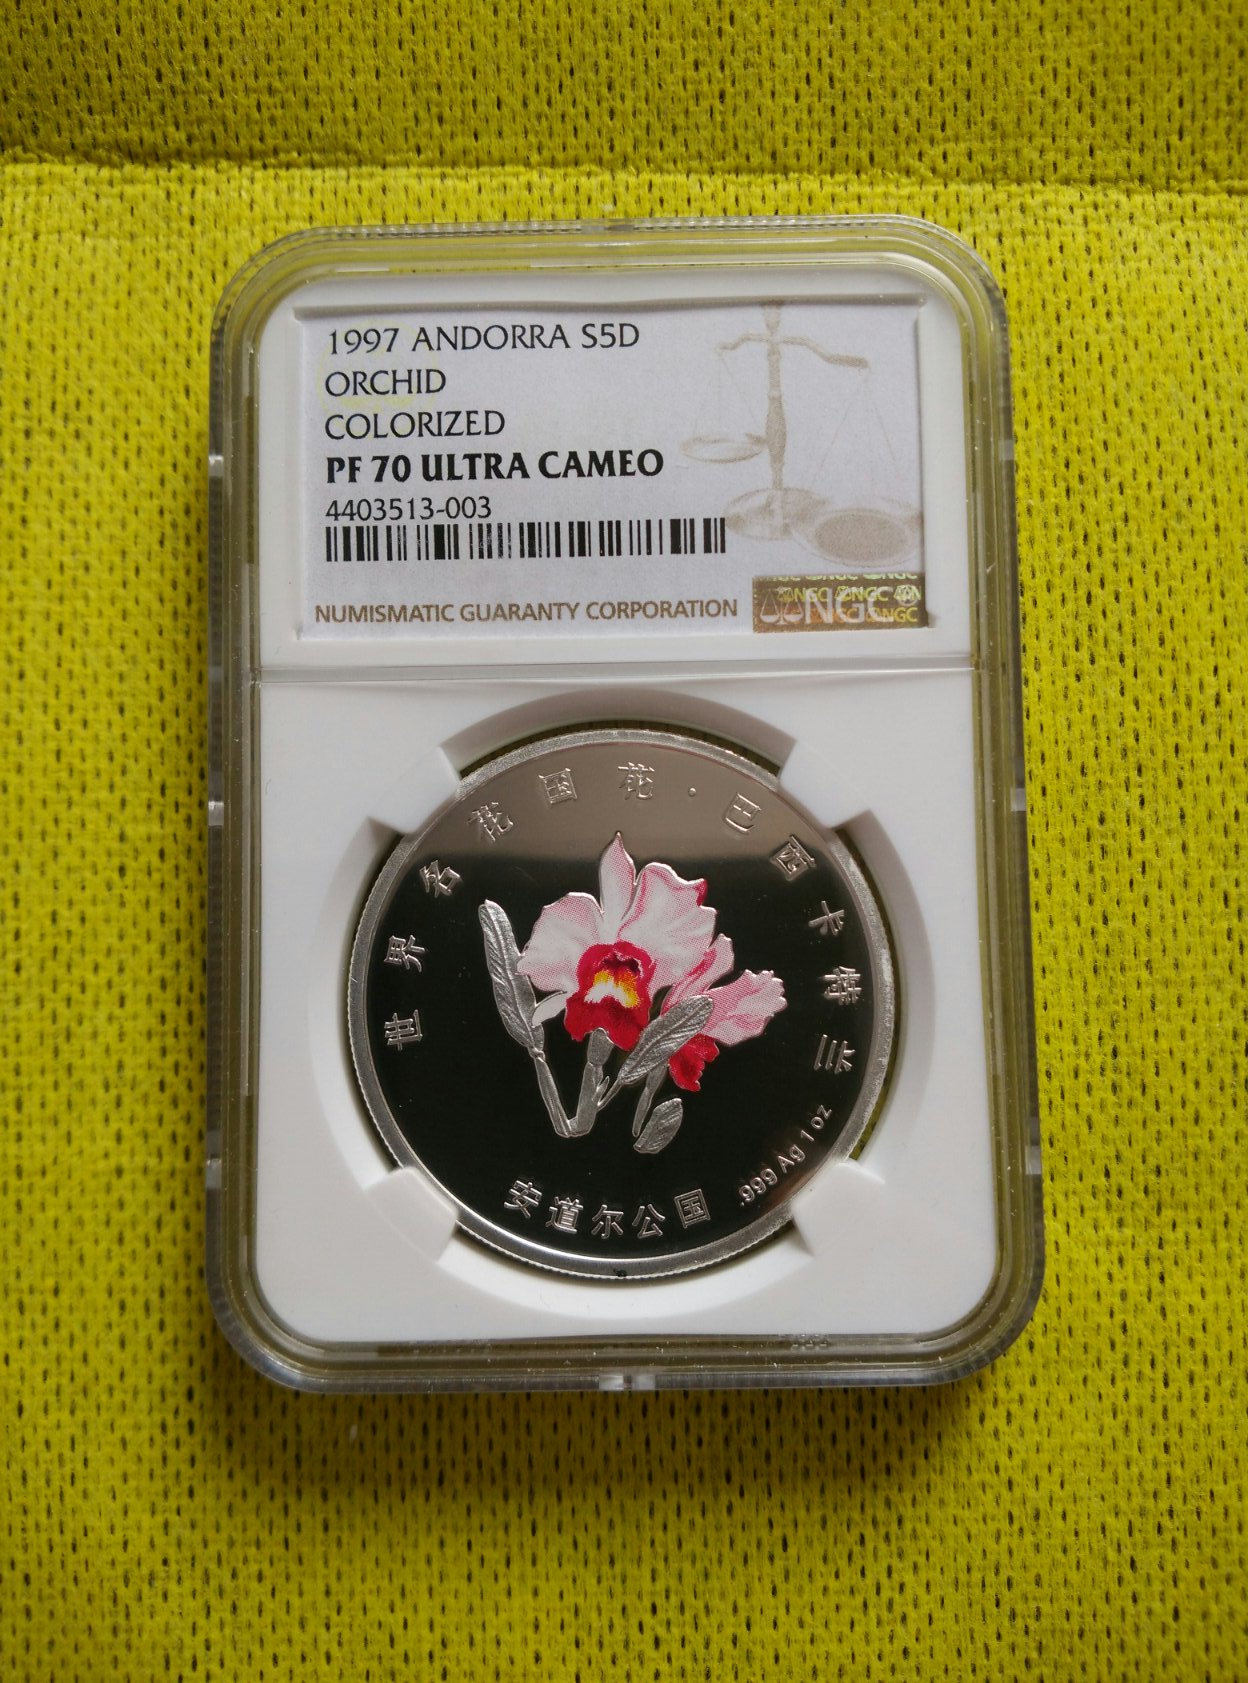 1997 ANDORRA S5D
ORCHID
COLORIZED
PF 70 ULTRA CAMEO
4403513-003
NUMISMATIC GUARANTY CORPORATION
NGC
世界名花国花·巴西卡特兰
.999 Ag 1 oz
安道尔公国